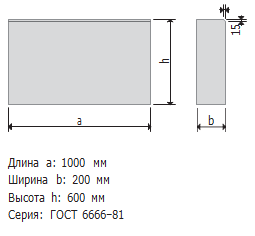 15
h
a
b
Длина a: 1000 мм
Ширина b: 200 мм
Высота h: 600 мм
Серия: ГОСТ 6666-81